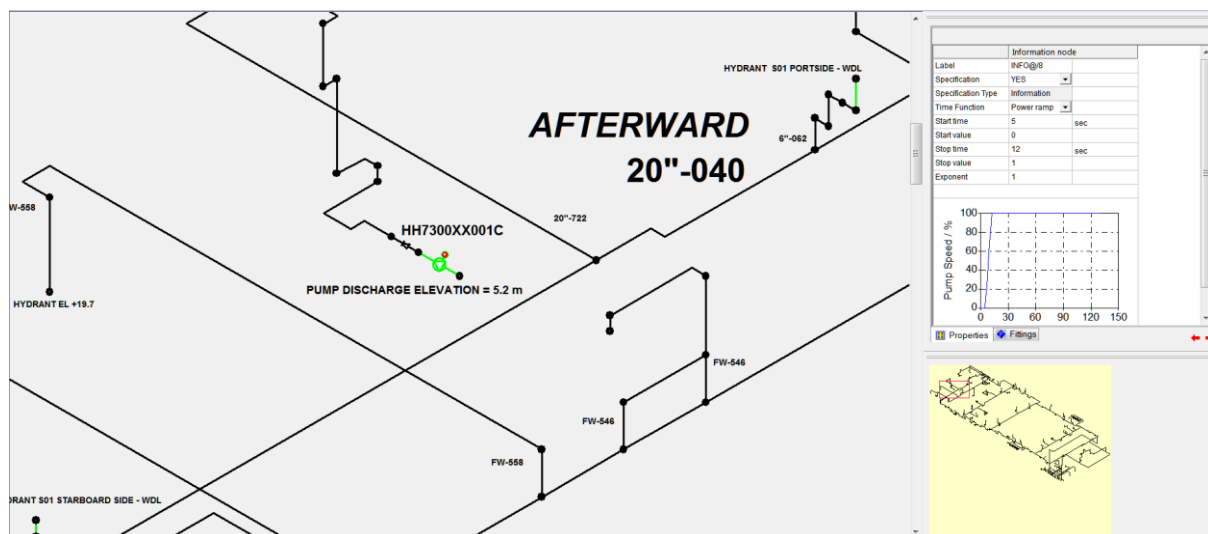 HYDRANT S01 PORTSIDE - WDL
AFTERWARD
20"-040
6"-062
FW-558
20"-722
HH7300XX001C
PUMP DISCHARGE ELEVATION = 5.2 m
HYDRANT EL +19.7
FW-546
FW-546
FW-558
DRANT S01 STARBOARD SIDE - WDL
Information node
Label INFO@/8
Specification YES
Specification Type Information
Time Function Power ramp
Start time 5 sec
Start value 0
Stop time 12 sec
Stop value 1
Exponent 1
Pump Speed / %
100
80
60
40
20
0
0 30 60 90 120 150
Properties Fittings